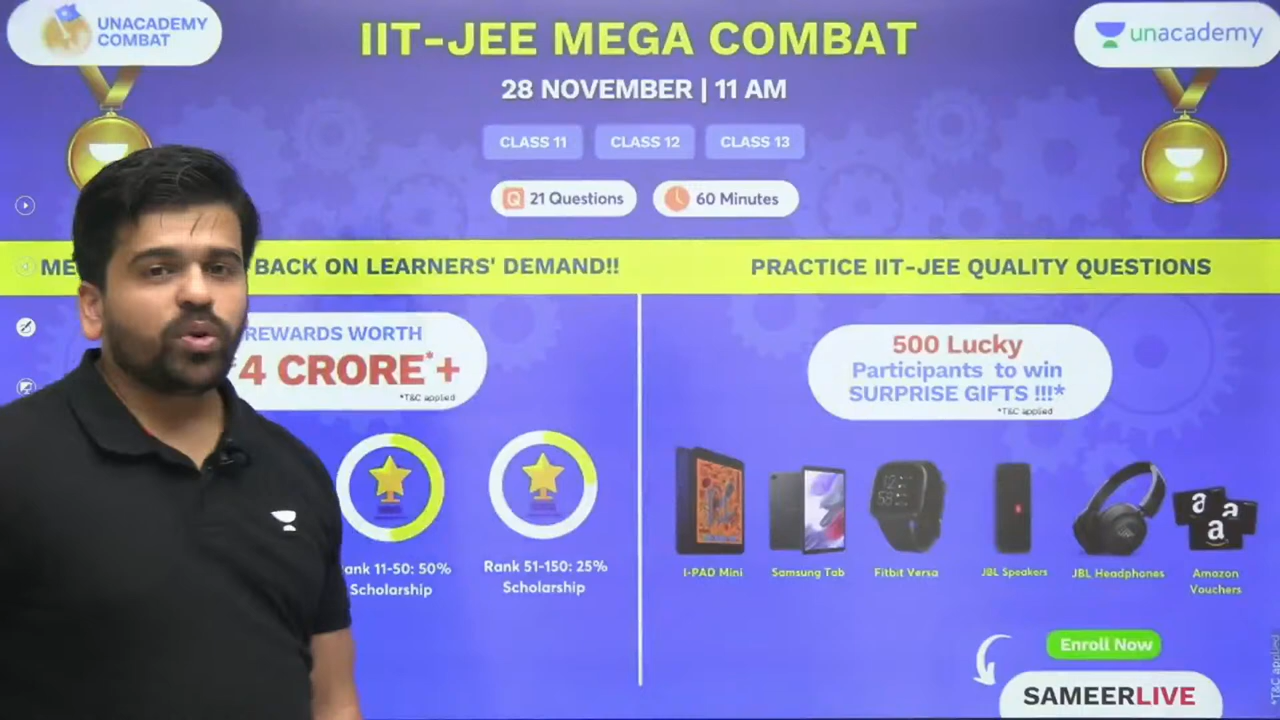 UNACADEMY
COMBAT
IIT-JEE MEGA COMBAT
unacademy
28 NOVEMBER | 11 AM
CLASS 11
CLASS 12
CLASS 13
21 Questions
60 Minutes
ME
BACK ON LEARNERS' DEMAND!!
PRACTICE IIT-JEE QUALITY QUESTIONS
REWARDS WORTH
4 CRORE*+
*T&C applied
500 Lucky
Participants to win
SURPRISE GIFTS !!!*
*T&C applied
ank 11-50: 50%
Scholarship
Rank 51-150: 25%
Scholarship
I-PAD Mini
Samsung Tab
Fitbit Versa
JBL Speakers
JBL Headphones
Amazon
Vouchers
Enroll Now
SAMEERLIVE
*T&C applied